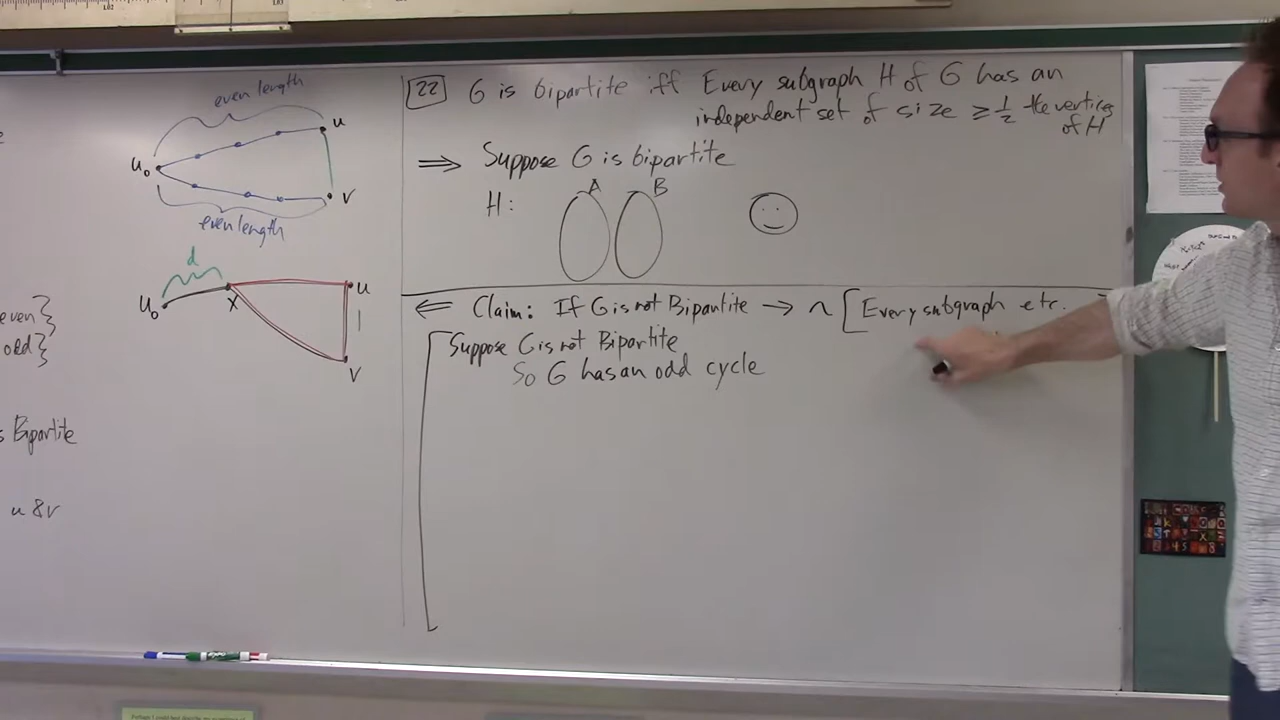 even length
u
u₀
v
even length
d
u₀
x
u
v
even}
odd}
Bipartite
u & v
22 G is bipartite iff Every subgraph H of G has an
independent set of size ≥ 1/2 the vertices
of H
⇒ Suppose G is bipartite
H: A B
⇐ Claim: If G is not Bipartite → ~ [Every subgraph etc.
Suppose G is not Bipartite
So G has an odd cycle